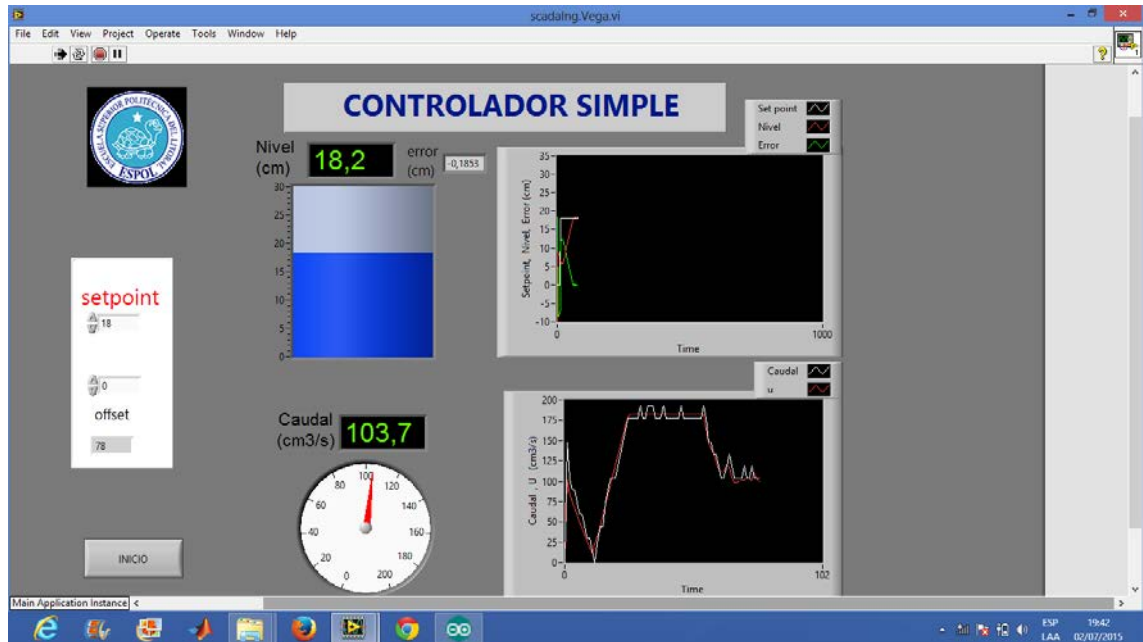 scadaIng.Vega.vi
File Edit View Project Operate Tools Window Help
ESCUELA SUPERIOR POLITÉCNICA DEL LITORAL
ESPOL
CONTROLADOR SIMPLE
Set point
Nivel
Error
Nivel
(cm)
18,2
error
(cm)
-0,1853
30
25
20
15
10
5
0
35
30
25
20
15
10
5
0
-5
-10
Setpoint, Nivel, Error (cm)
0
1000
Time
setpoint
18
0
offset
78
INICIO
Caudal
(cm3/s)
103,7
0
20
40
60
80
100
120
140
160
180
200
Caudal
u
200
175
150
125
100
75
50
25
0
Caudal , U (cm3/s)
0
102
Time
Main Application Instance
ESP
LAA
19:42
02/07/2015